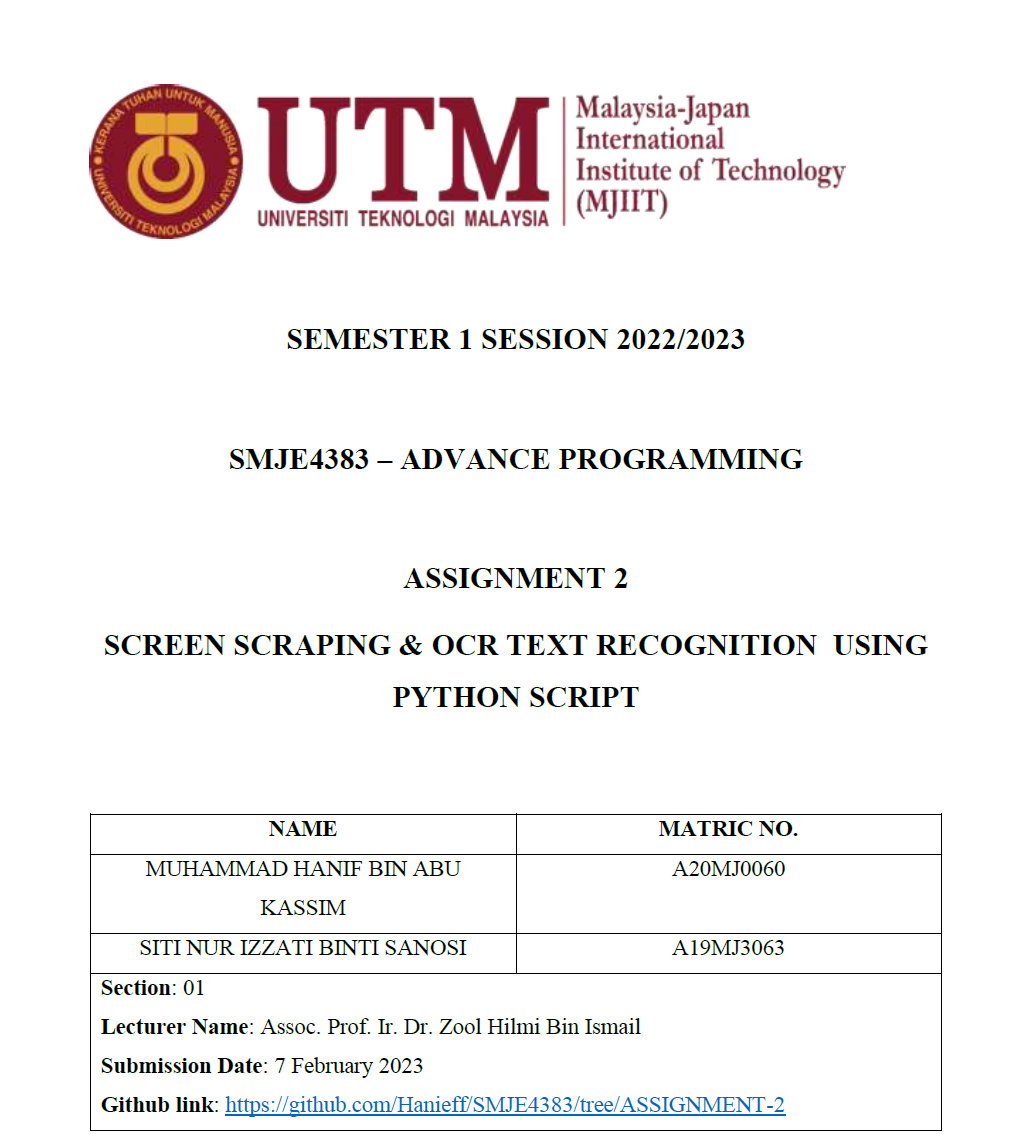 KERANA TUHAN UNTUK MANUSIA
UNIVERSITI TEKNOLOGI MALAYSIA
UTM
UNIVERSITI TEKNOLOGI MALAYSIA
Malaysia-Japan
International
Institute of Technology
(MJIIT)
SEMESTER 1 SESSION 2022/2023
SMJE4383 – ADVANCE PROGRAMMING
ASSIGNMENT 2
SCREEN SCRAPING & OCR TEXT RECOGNITION USING
PYTHON SCRIPT
NAME MATRIC NO.
MUHAMMAD HANIF BIN ABU A20MJ0060
KASSIM
SITI NUR IZZATI BINTI SANOSI A19MJ3063
Section: 01
Lecturer Name: Assoc. Prof. Ir. Dr. Zool Hilmi Bin Ismail
Submission Date: 7 February 2023
Github link: https://github.com/Hanieff/SMJE4383/tree/ASSIGNMENT-2